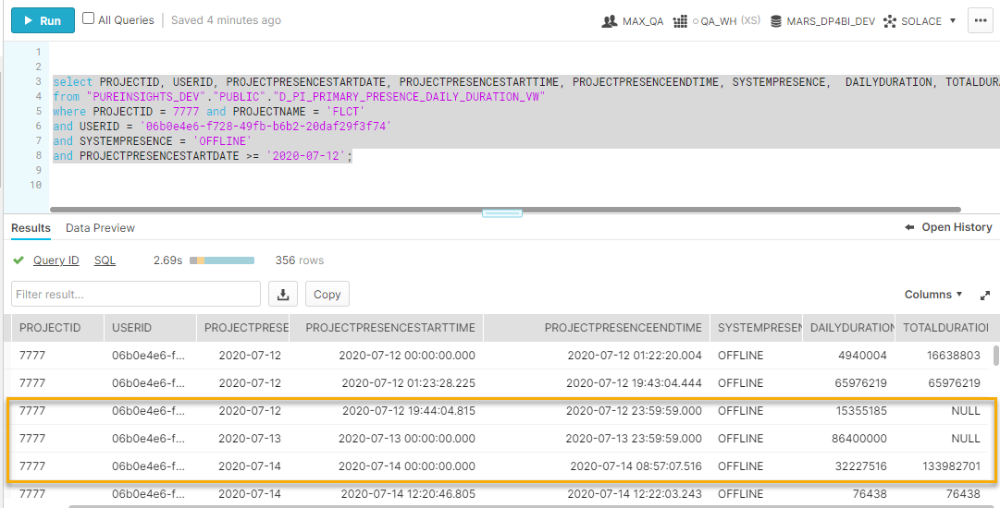 Run All Queries Saved 4 minutes ago MAX_QA QA_WH (XS) MARS_DP4BI_DEV SOLACE
1
2
3 select PROJECTID, USERID, PROJECTPRESENCESTARTDATE, PROJECTPRESENCESTARTTIME, PROJECTPRESENCEENDTIME, SYSTEMPRESENCE, DAILYDURATION, TOTALDURA
4 from "PUREINSIGHTS_DEV"."PUBLIC"."D_PI_PRIMARY_PRESENCE_DAILY_DURATION_VW"
5 where PROJECTID = 7777 and PROJECTNAME = 'FLCT'
6 and USERID = '06b0e4e6-f728-49fb-b6b2-20daf29f3f74'
7 and SYSTEMPRESENCE = 'OFFLINE'
8 and PROJECTPRESENCESTARTDATE >= '2020-07-12';
9
10
Results Data Preview Open History
Query ID SQL 2.69s 356 rows
Filter result... Copy Columns
PROJECTID USERID PROJECTPRESE PROJECTPRESENCESTARTTIME PROJECTPRESENCEENDTIME SYSTEMPRESEN DAILYDURATION TOTALDURATIO
7777 06b0e4e6-f... 2020-07-12 2020-07-12 00:00:00.000 2020-07-12 01:22:20.004 OFFLINE 4940004 16638803
7777 06b0e4e6-f... 2020-07-12 2020-07-12 01:23:28.225 2020-07-12 19:43:04.444 OFFLINE 65976219 65976219
7777 06b0e4e6-f... 2020-07-12 2020-07-12 19:44:04.815 2020-07-12 23:59:59.000 OFFLINE 15355185 NULL
7777 06b0e4e6-f... 2020-07-13 2020-07-13 00:00:00.000 2020-07-13 23:59:59.000 OFFLINE 86400000 NULL
7777 06b0e4e6-f... 2020-07-14 2020-07-14 00:00:00.000 2020-07-14 08:57:07.516 OFFLINE 32227516 133982701
7777 06b0e4e6-f... 2020-07-14 2020-07-14 12:20:46.805 2020-07-14 12:22:03.243 OFFLINE 76438 76438